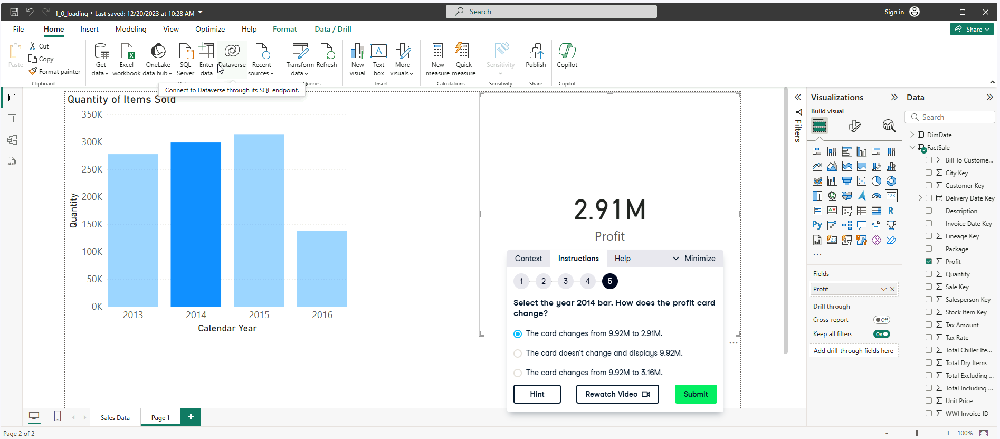 1_0_loading • Last saved: 12/20/2023 at 10:28 AM
Search
Sign in
File Home Insert Modeling View Optimize Help Format Data / Drill
Share
Paste
Cut
Copy
Format painter
Clipboard
Get data
Excel workbook
OneLake data hub
SQL Server
Enter data
Dataverse
Recent sources
Transform data
Refresh
Queries
New visual
Text box
More visuals
Insert
New measure
Quick measure
Calculations
Sensitivity
Sensitivity
Publish
Share
Copilot
Copilot
Connect to Dataverse through its SQL endpoint.
Quantity of Items Sold
350K
300K
250K
200K
150K
100K
50K
0K
Quantity
2013 2014 2015 2016
Calendar Year
2.91M
Profit
Context Instructions Help Minimize
1 2 3 4 5
Select the year 2014 bar. How does the profit card
change?
The card changes from 9.92M to 2.91M.
The card doesn't change and displays 9.92M.
The card changes from 9.92M to 3.16M.
Hint Rewatch Video Submit
Filters
Visualizations
Build visual
123
R
Py
123
...
Fields
Profit
Drill through
Cross-report Off
Keep all filters On
Add drill-through fields here
Data
Search
DimDate
FactSale
Bill To Custome...
City Key
Customer Key
Delivery Date Key
Description
Invoice Date Key
Lineage Key
Package
Profit
Quantity
Sale Key
Salesperson Key
Stock Item Key
Tax Amount
Tax Rate
Total Chiller Ite...
Total Dry Items
Total Excluding ...
Total Including ...
Unit Price
WWI Invoice ID
DAX
Sales Data Page 1 +
Page 2 of 2
- + 100%